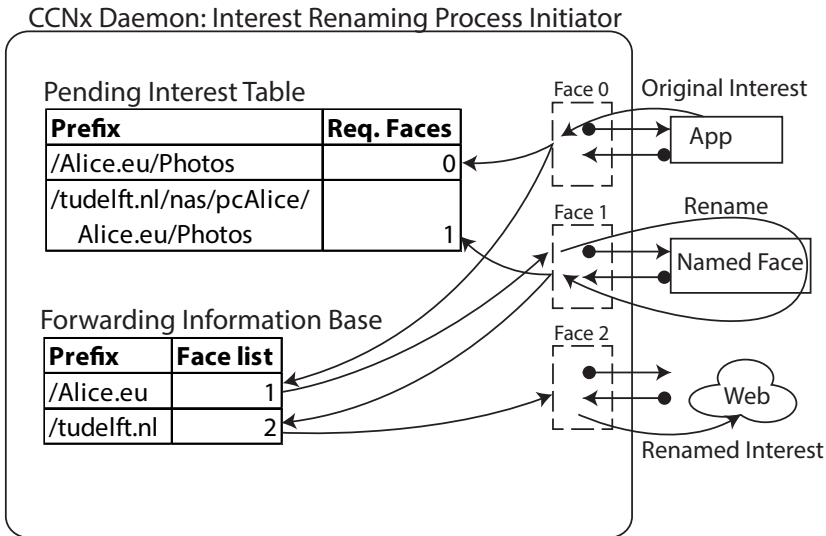 CCNx Daemon: Interest Renaming Process Initiator
Pending Interest Table
Prefix Req. Faces
/Alice.eu/Photos 0
/tudelft.nl/nas/pcAlice/
Alice.eu/Photos 1
Forwarding Information Base
Prefix Face list
/Alice.eu 1
/tudelft.nl 2
Face 0
Original Interest
App
Face 1
Rename
Named Face
Face 2
Web
Renamed Interest